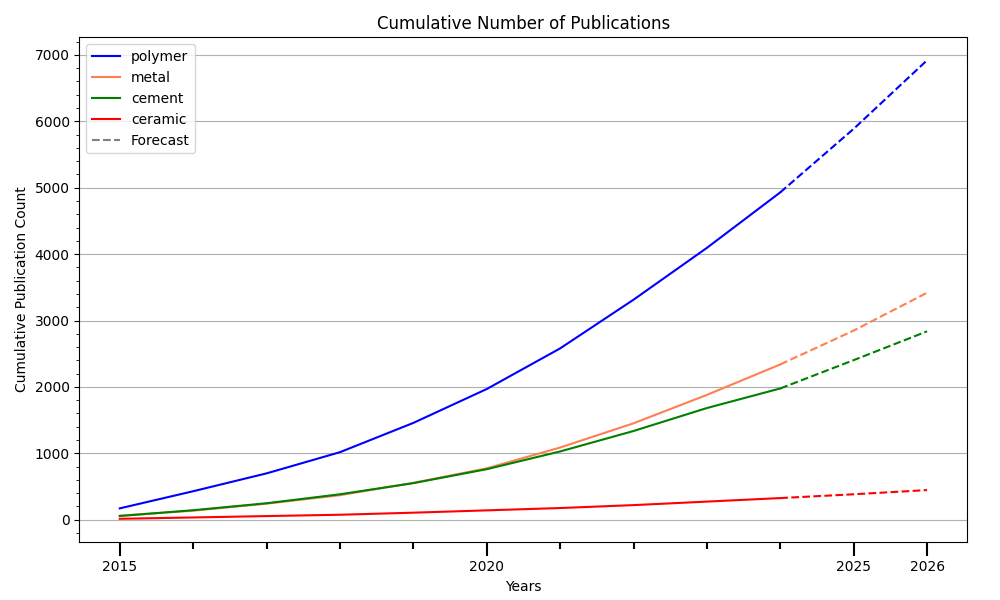 Cumulative Number of Publications
polymer
metal
cement
ceramic
Forecast
Cumulative Publication Count
7000
6000
5000
4000
3000
2000
1000
0
2015
2020
2025
2026
Years